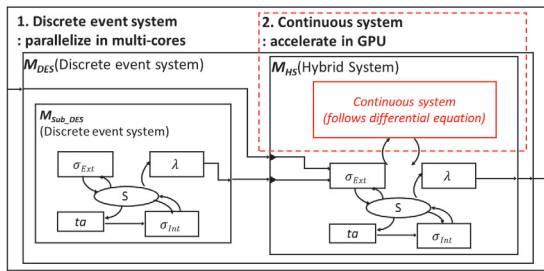 1. Discrete event system
: parallelize in multi-cores
2. Continuous system
: accelerate in GPU
M_DES(Discrete event system)
M_HS(Hybrid System)
Continuous system
(follows differential equation)
M_Sub_DES
(Discrete event system)
σ_Ext
λ
S
ta
σ_Int
σ_Ext
λ
S
ta
σ_Int